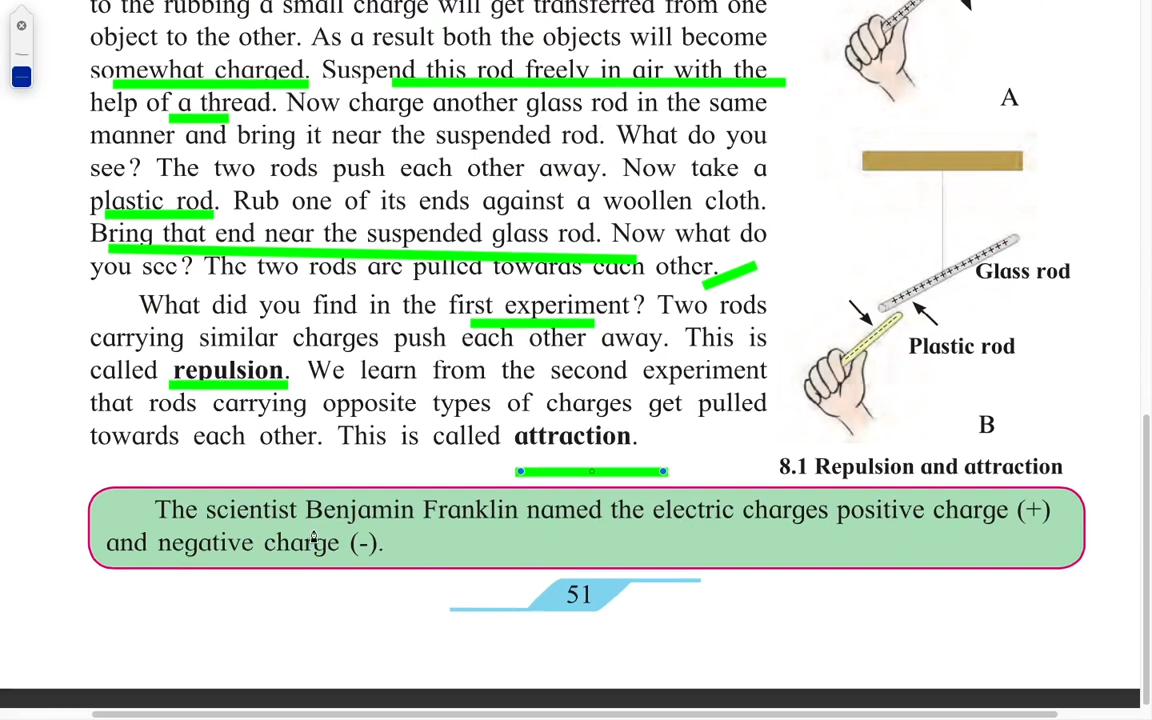 to the rubbing a small charge will get transferred from one
object to the other. As a result both the objects will become
somewhat charged. Suspend this rod freely in air with the
help of a thread. Now charge another glass rod in the same
manner and bring it near the suspended rod. What do you
see? The two rods push each other away. Now take a
plastic rod. Rub one of its ends against a woollen cloth.
Bring that end near the suspended glass rod. Now what do
you see? The two rods are pulled towards each other.
What did you find in the first experiment? Two rods
carrying similar charges push each other away. This is
called repulsion. We learn from the second experiment
that rods carrying opposite types of charges get pulled
towards each other. This is called attraction.
A
Glass rod
Plastic rod
B
8.1 Repulsion and attraction
The scientist Benjamin Franklin named the electric charges positive charge (+)
and negative charge (-).
51